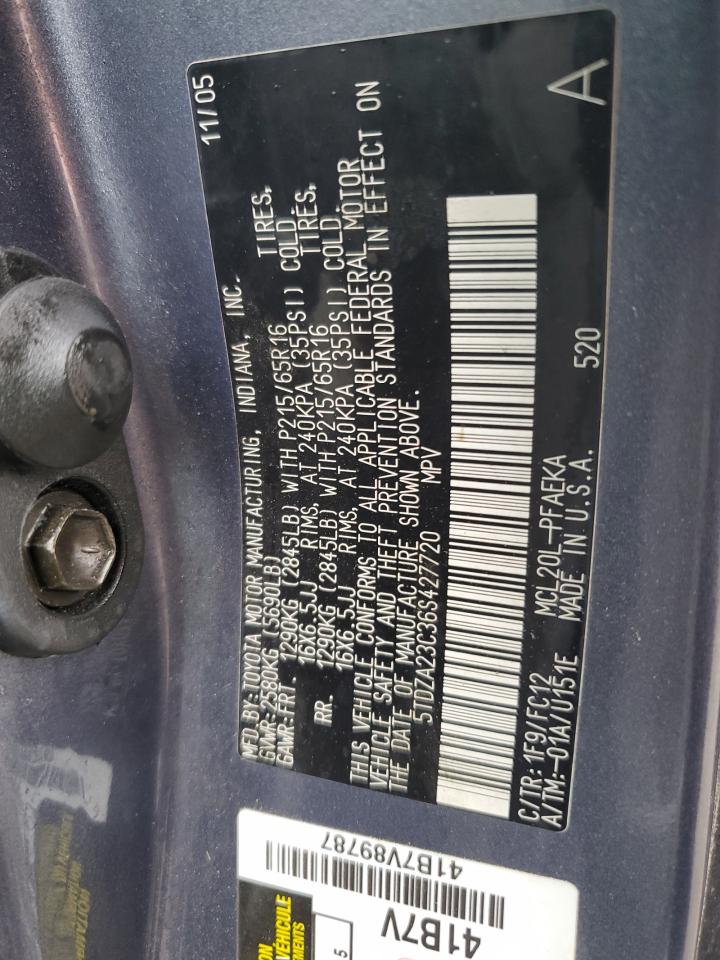 MFD.BY:TOYOTA MOTOR MANUFACTURING, INDIANA, INC. 11/05
GVWR:2580KG (5690LB)
GAWR:FRT 1290KG (2845LB) WITH P215/65R16 TIRES,
16X6.5JJ RIMS, AT 240KPA (35PSI) COLD.
RR. 1290KG (2845LB) WITH P215/65R16 TIRES,
16X6.5JJ RIMS, AT 240KPA (35PSI) COLD.
THIS VEHICLE CONFORMS TO ALL APPLICABLE FEDERAL MOTOR
VEHICLE SAFETY AND THEFT PREVENTION STANDARDS IN EFFECT ON
THE DATE OF MANUFACTURE SHOWN ABOVE.
5TDZA23C36S427720 MPV
C/TR:1F9/FC12 MCL20L-PFAEKA 520
A/TM:-01A/U151E MADE IN U.S.A. A
41B7V89787
41B7V
VÉHICULE
5